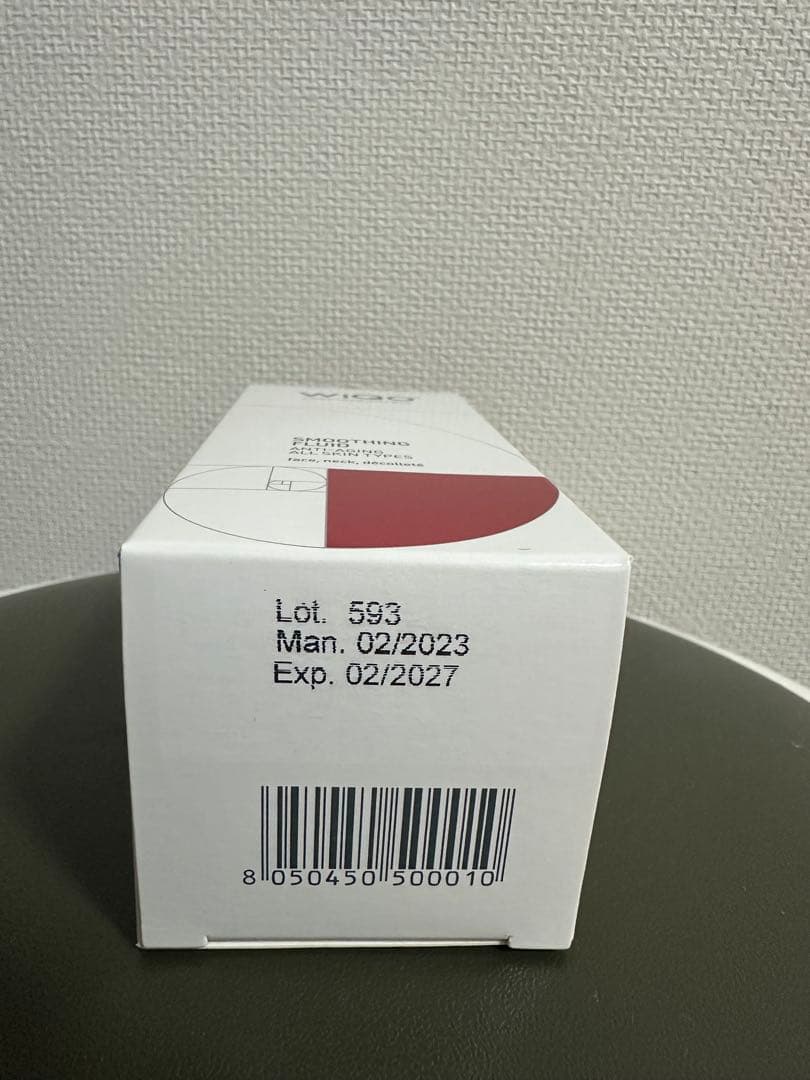 WiQo
SMOOTHING
FLUID
ANTI-AGING
ALL SKIN TYPES
face, neck, décolleté
Lot. 593
Man. 02/2023
Exp. 02/2027
8 050450 500010